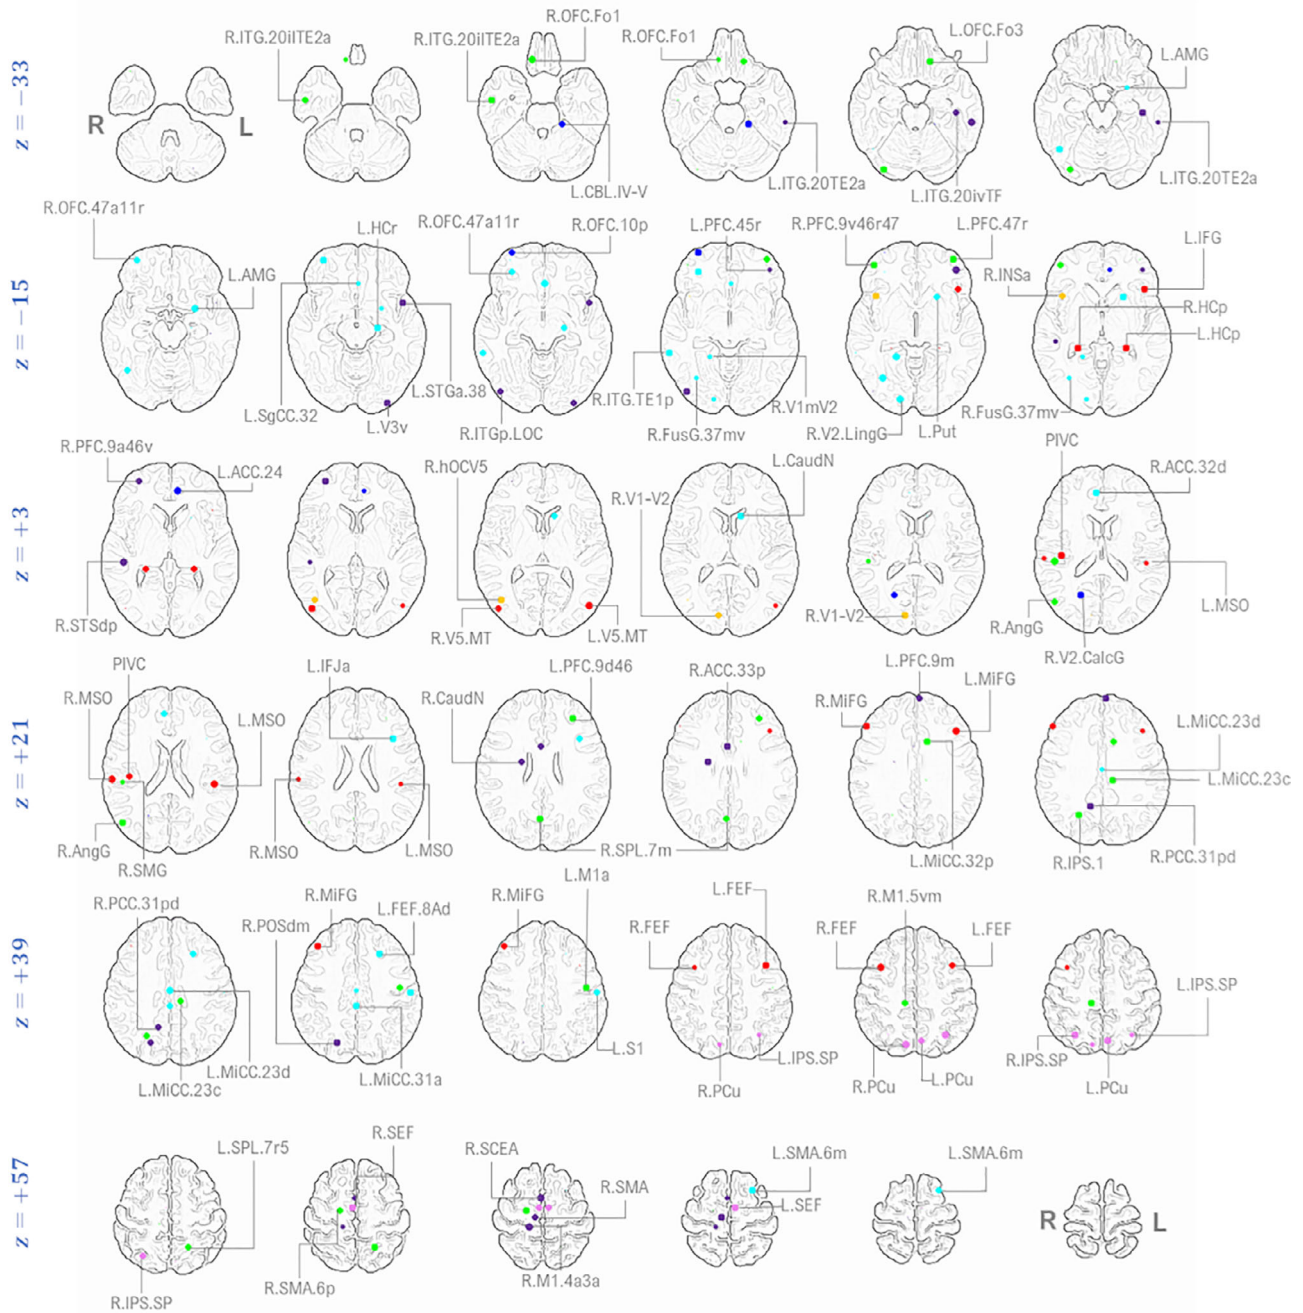 z = −33
R.ITG.20iITE2a
R.ITG.20iITE2a
R.OFC.Fo1
R.OFC.Fo1
L.OFC.Fo3
L.AMG
R
L
L.CBL.IV-V
L.ITG.20TE2a
L.ITG.20ivTF
L.ITG.20TE2a
z = −15
R.OFC.47a11r
L.AMG
L.HCr
R.OFC.47a11r
R.OFC.10p
L.PFC.45r
R.PFC.9v46r47
L.PFC.47r
R.INSa
L.IFG
R.HCp
L.HCp
L.SgCC.32
L.STGa.38
L.V3v
R.ITGp.LOC
R.ITG.TE1p
R.FusG.37mv
R.V1mV2
R.V2.LingG
L.Put
R.FusG.37mv
z = +3
R.PFC.9a46v
L.ACC.24
R.hOCV5
R.V1-V2
L.CaudN
PIVC
R.ACC.32d
R.STSdp
R.V5.MT
L.V5.MT
R.V1-V2
R.AngG
R.V2.CalcG
L.MSO
z = +21
R.MSO
PIVC
L.MSO
L.IFJa
R.CaudN
L.PFC.9d46
R.ACC.33p
L.PFC.9m
R.MiFG
L.MiFG
L.MiCC.23d
L.MiCC.23c
R.AngG
R.SMG
R.MSO
L.MSO
R.SPL.7m
L.MiCC.32p
R.IPS.1
R.PCC.31pd
z = +39
R.PCC.31pd
R.MiFG
R.POSdm
L.FEF.8Ad
R.MiFG
L.M1a
R.FEF
L.FEF
R.M1.5vm
R.FEF
L.FEF
L.IPS.SP
L.MiCC.23c
L.MiCC.23d
L.MiCC.31a
L.S1
R.PCu
L.IPS.SP
R.PCu
L.PCu
R.IPS.SP
L.PCu
z = +57
L.SPL.7r5
R.SEF
R.SCEA
R.SMA
L.SMA.6m
L.SEF
L.SMA.6m
R
L
R.IPS.SP
R.SMA.6p
R.M1.4a3a